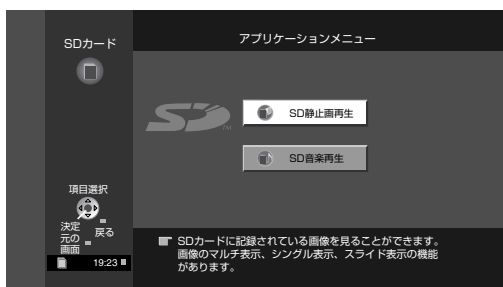 SDカード
アプリケーションメニュー
SD
TM
SD静止画再生
SD音楽再生
項目選択
決定
戻る
元の
画面
19:23
SDカードに記録されている画像を見ることができます。
画像のマルチ表示、シングル表示、スライド表示の機能
があります。